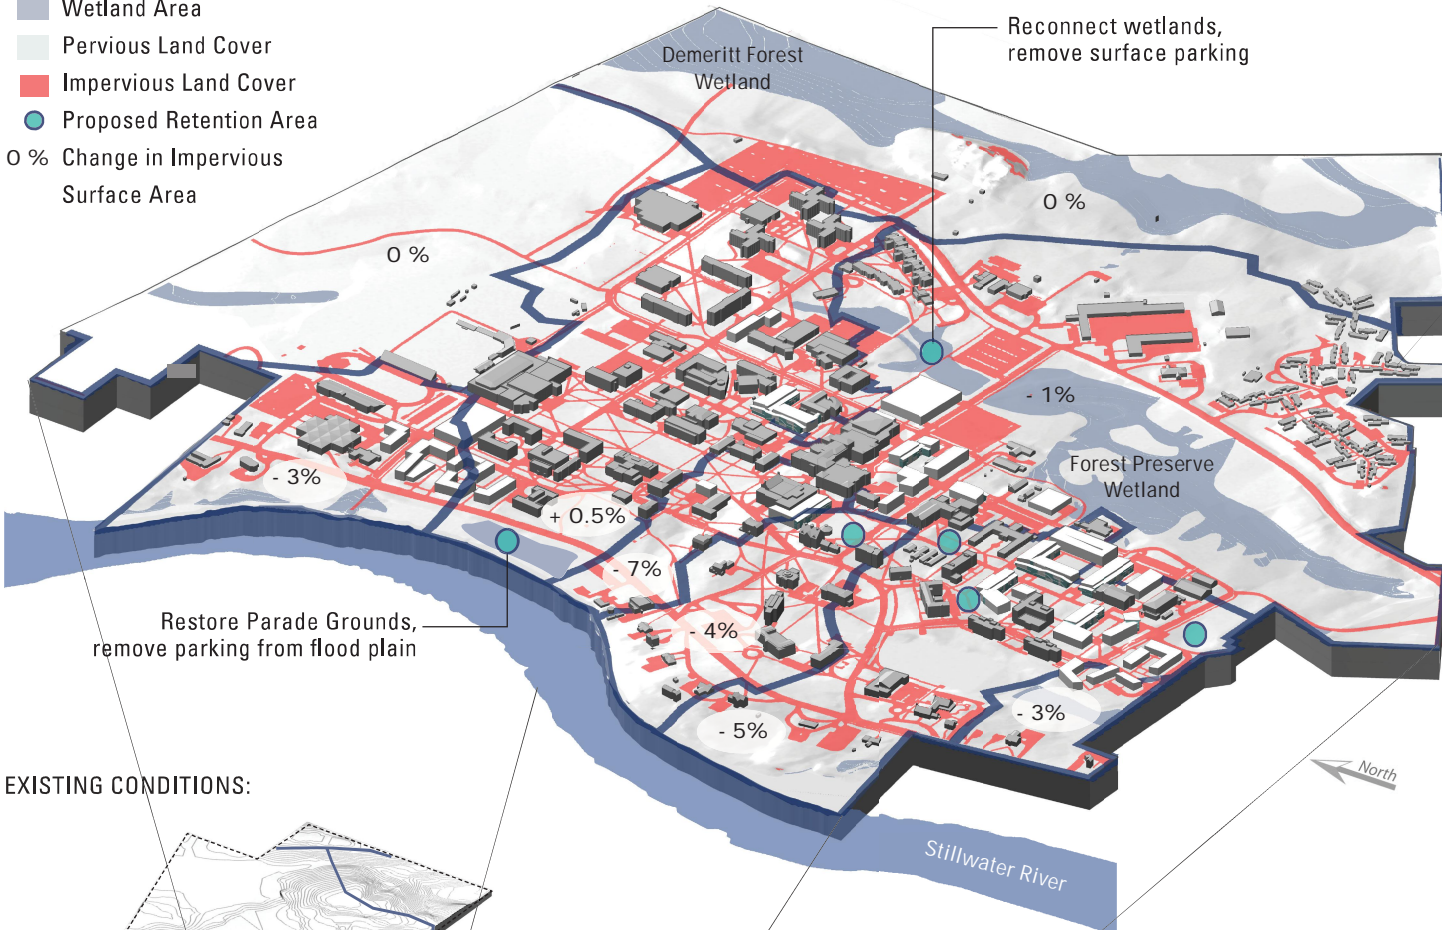 Wetland Area
Pervious Land Cover
Impervious Land Cover
Proposed Retention Area
0 % Change in Impervious
Surface Area
Demeritt Forest
Wetland
Reconnect wetlands,
remove surface parking
0 %
0 %
- 1%
Forest Preserve
Wetland
- 3%
+ 0.5%
- 7%
- 4%
- 5%
- 3%
Restore Parade Grounds,
remove parking from flood plain
North
Stillwater River
EXISTING CONDITIONS: